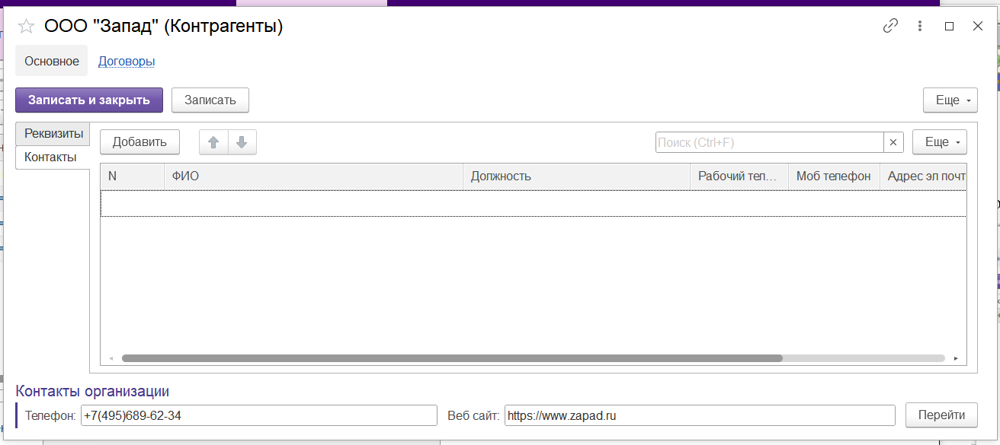 ООО "Запад" (Контрагенты)
Основное Договоры
Записать и закрыть Записать Еще
Реквизиты
Контакты
Добавить Поиск (Ctrl+F) × Еще
N ФИО Должность Рабочий тел... Моб телефон Адрес эл почт
Контакты организации
Телефон: +7(495)689-62-34 Веб сайт: https://www.zapad.ru Перейти